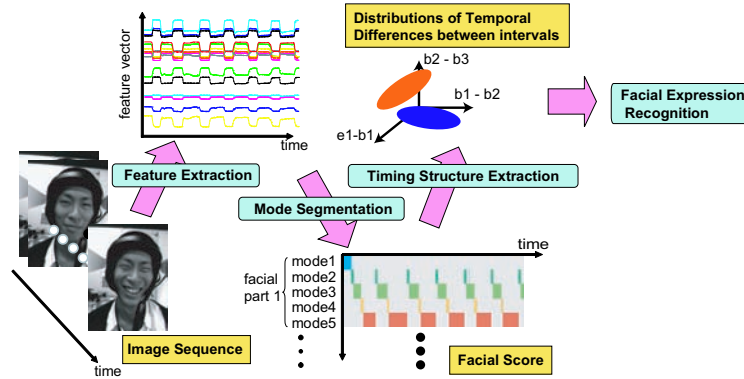 Distributions of Temporal
Differences between intervals
feature vector
time
b2 - b3
b1 - b2
e1-b1
Facial Expression
Recognition
Feature Extraction
Timing Structure Extraction
Mode Segmentation
time
facial
part 1
mode1
mode2
mode3
mode4
mode5
time
Image Sequence
Facial Score